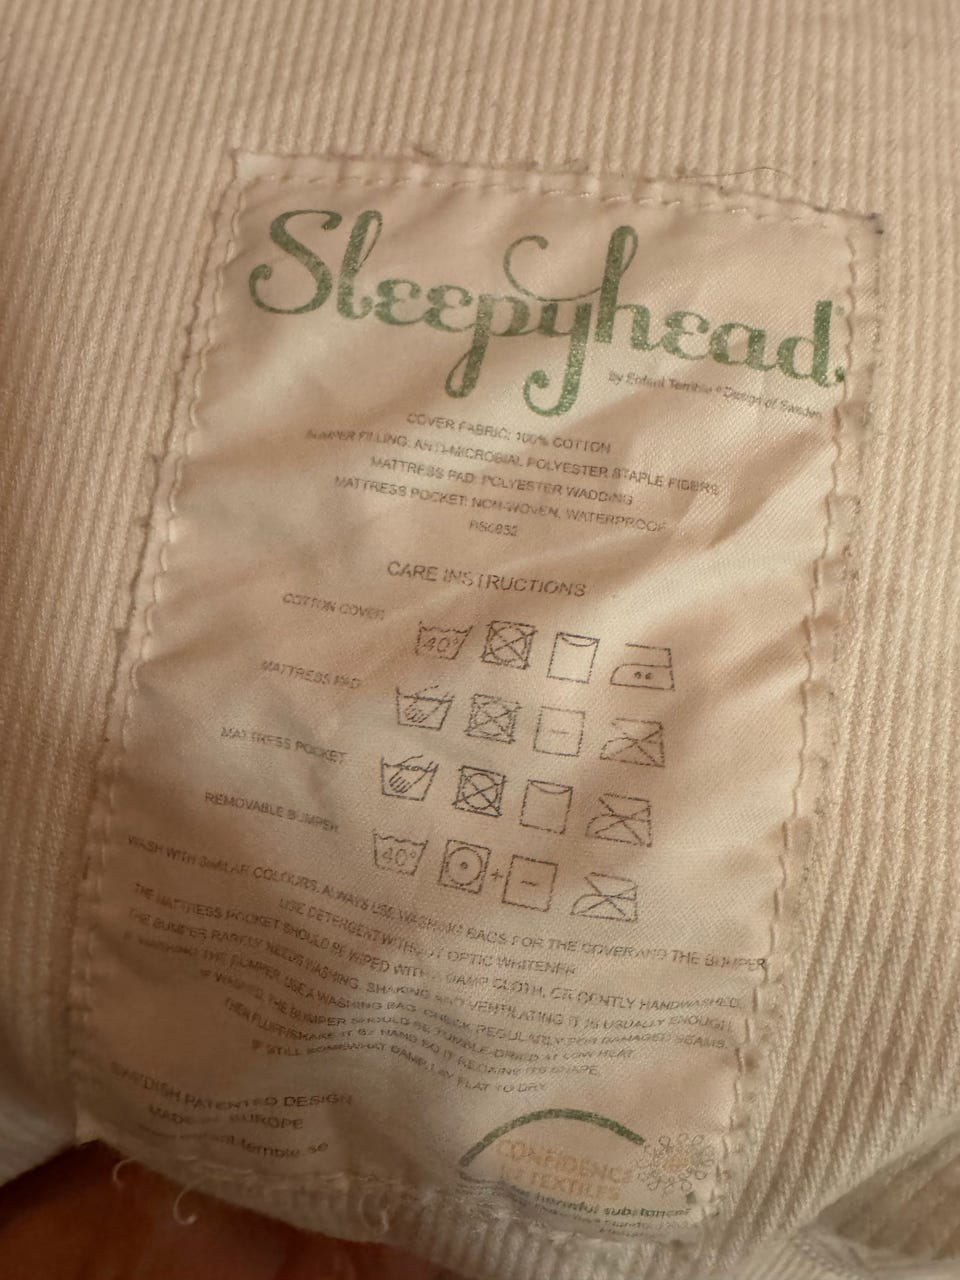 Sleepyhead
by Enfant Terrible ® Design of Sweden
COVER FABRIC: 100% COTTON
BUMPER FILLING: ANTI-MICROBIAL POLYESTER STAPLE FIBERS
MATTRESS PAD: POLYESTER WADDING
MATTRESS POCKET: NON-WOVEN, WATERPROOF
CARE INSTRUCTIONS
COTTON COVER
40°
MATTRESS PAD
MATTRESS POCKET
REMOVABLE BUMPER
40° +
WASH WITH SIMILAR COLOURS. ALWAYS USE WASHING BAGS FOR THE COVER AND THE BUMPER
USE DETERGENT WITHOUT OPTIC WHITENER
THE MATTRESS POCKET SHOULD BE WIPED WITH A DAMP CLOTH, OR GENTLY HANDWASHED.
THE BUMPER RARELY NEEDS WASHING. SHAKING AND VENTILATING IT IS USUALLY ENOUGH.
IF WASHING THE BUMPER, USE A WASHING BAG. CHECK REGULARLY FOR DAMAGED SEAMS.
IF WASHED, THE BUMPER SHOULD BE TUMBLE-DRIED AT LOW HEAT
THEN FLUFF/SHAKE IT BY HAND SO IT REGAINS ITS SHAPE.
IF STILL SOMEWHAT DAMP, LAY FLAT TO DRY
SWEDISH PATENTED DESIGN
MADE IN EUROPE
CONFIDENCE
IN TEXTILES
harmful substances